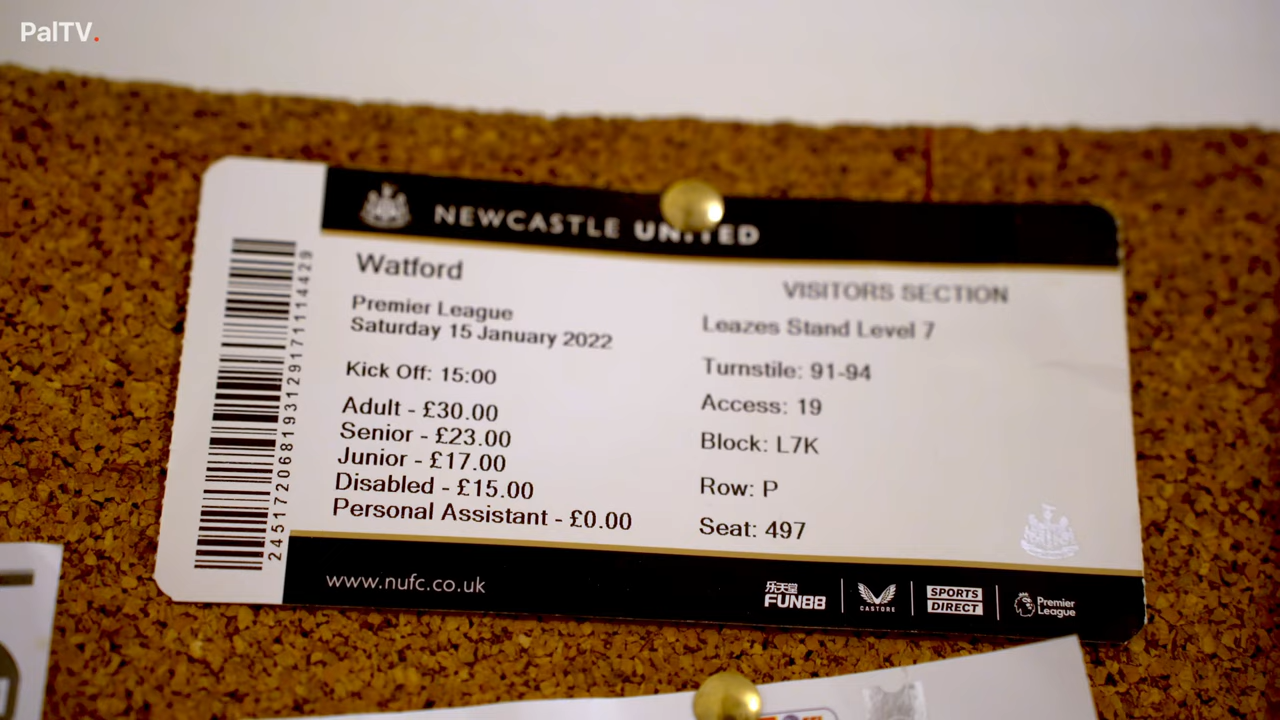 PalTV.
NEWCASTLE UNITED
Watford
Premier League
Saturday 15 January 2022
Kick Off: 15:00
Adult - £30.00
Senior - £23.00
Junior - £17.00
Disabled - £15.00
Personal Assistant - £0.00
VISITORS SECTION
Leazes Stand Level 7
Turnstile: 91-94
Access: 19
Block: L7K
Row: P
Seat: 497
2451720681931291711114429
www.nufc.co.uk
乐天堂
FUN88
CASTORE
SPORTS
DIRECT
Premier
League